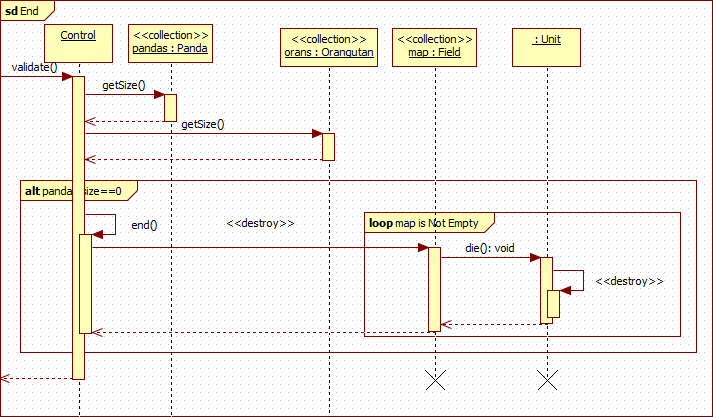 sd End
Control
<<collection>>
pandas : Panda
<<collection>>
orans : Orangutan
<<collection>>
map : Field
: Unit
validate()
getSize()
getSize()
alt pandas size==0
end()
<<destroy>>
loop map is Not Empty
die(): void
<<destroy>>